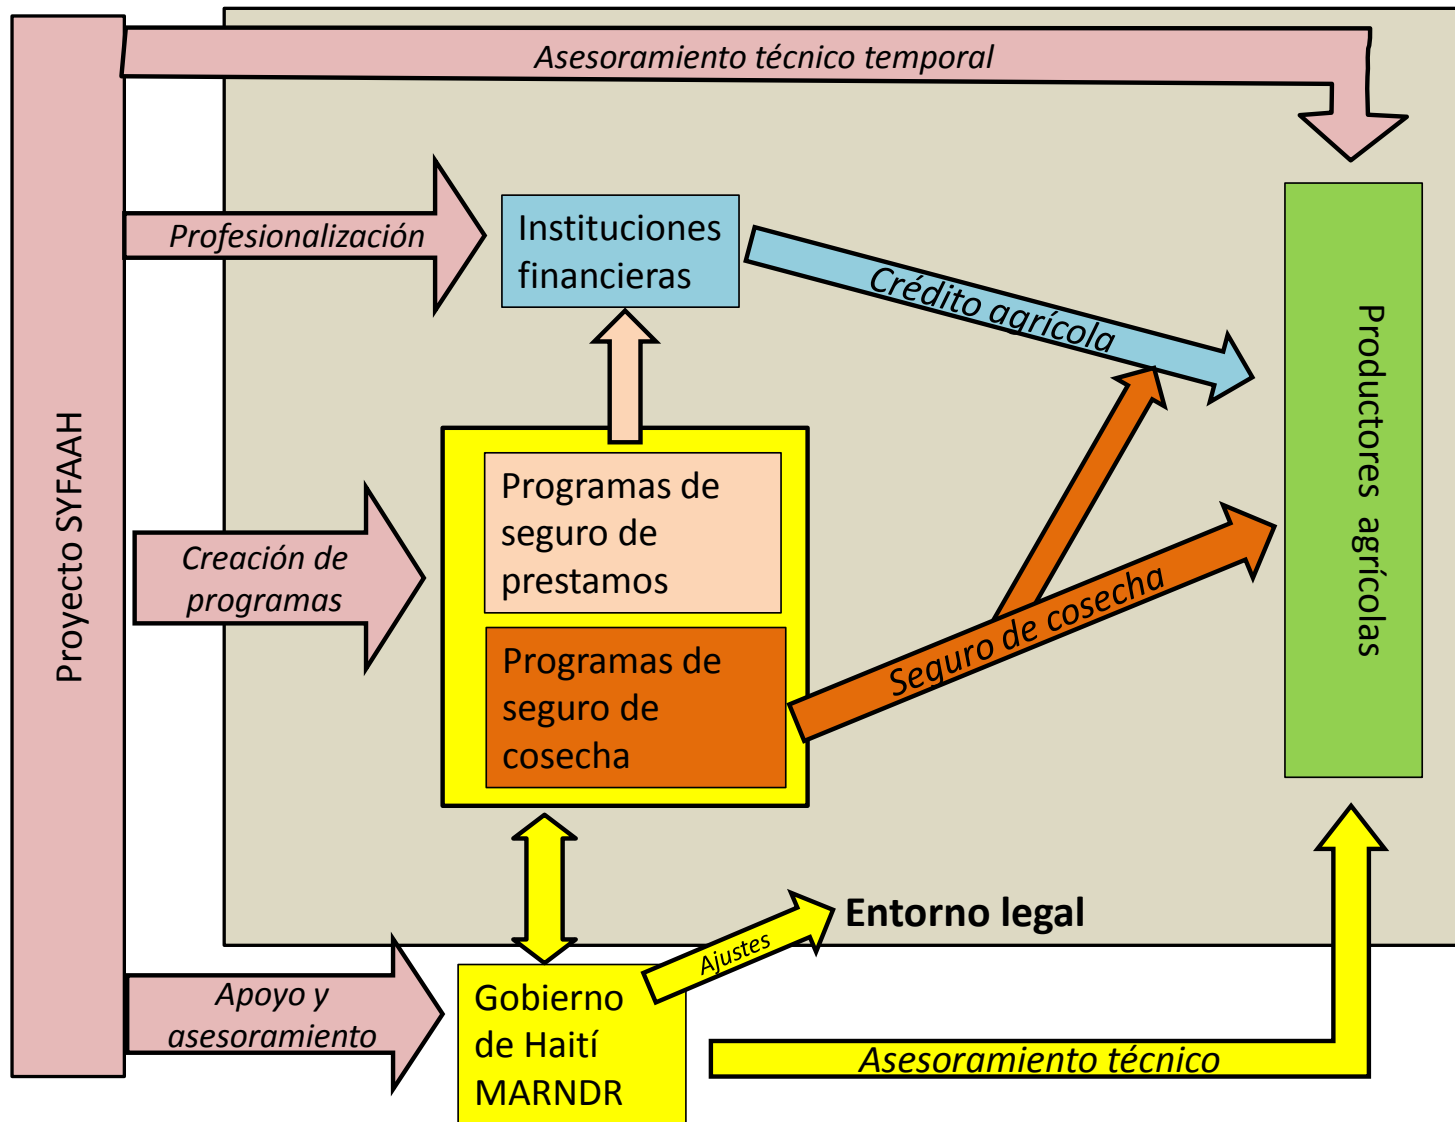 Asesoramiento técnico temporal
Proyecto SYFAAH
Profesionalización
Instituciones
financieras
Crédito agrícola
Productores agrícolas
Creación de
programas
Programas de
seguro de
prestamos
Programas de
seguro de
cosecha
Seguro de cosecha
Entorno legal
Ajustes
Apoyo y
asesoramiento
Gobierno
de Haití
MARNDR
Asesoramiento técnico